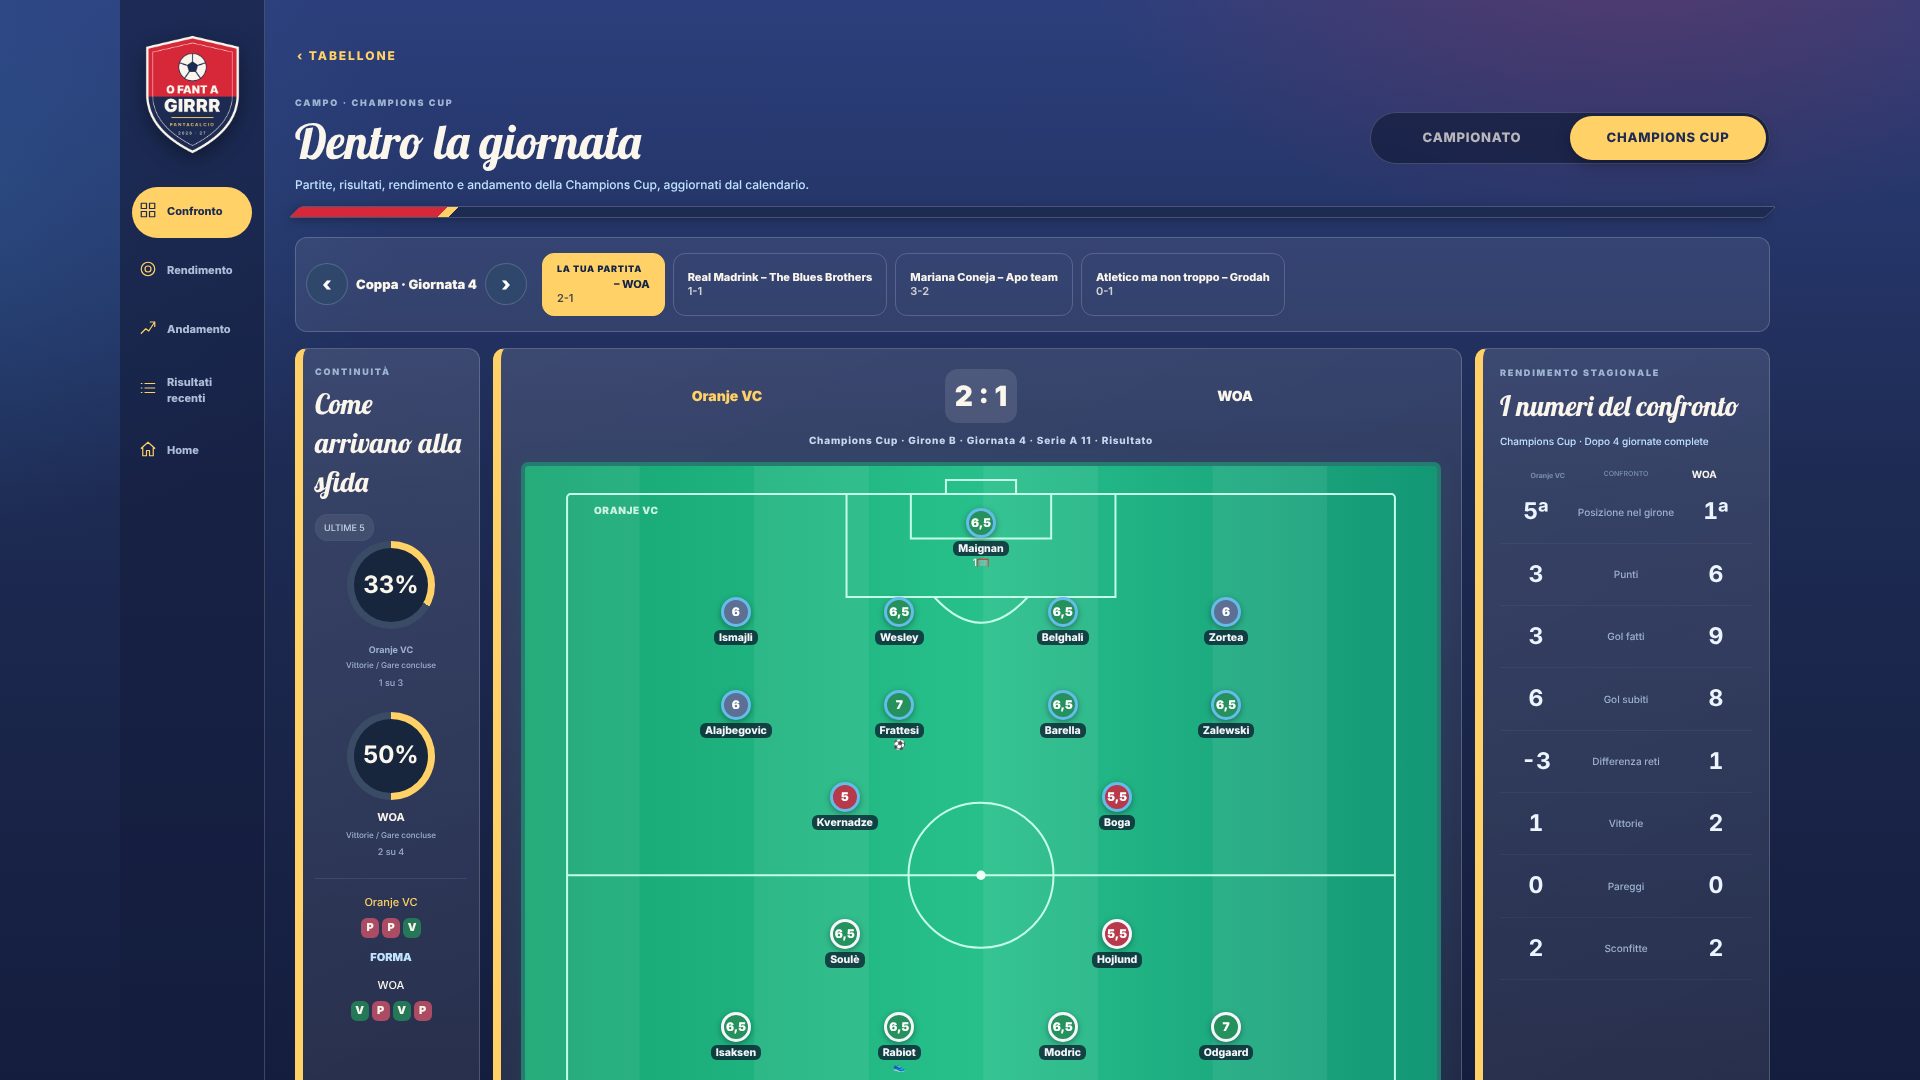 O FANT A
GIRRR
FANTACALCIO
2026 · 27
Confronto
Rendimento
Andamento
Risultati
recenti
Home
‹ TABELLONE
CAMPO · CHAMPIONS CUP
Dentro la giornata
Partite, risultati, rendimento e andamento della Champions Cup, aggiornati dal calendario.
CAMPIONATO
CHAMPIONS CUP
‹
Coppa · Giornata 4
›
LA TUA PARTITA
– WOA
2-1
Real Madrink – The Blues Brothers
1-1
Mariana Coneja – Apo team
3-2
Atletico ma non troppo – Grodah
0-1
CONTINUITÀ
Come
arrivano alla
sfida
ULTIME 5
33%
Oranje VC
Vittorie / Gare concluse
1 su 3
50%
WOA
Vittorie / Gare concluse
2 su 4
Oranje VC
P P V
FORMA
WOA
V P V P
Oranje VC
2 : 1
WOA
Champions Cup · Girone B · Giornata 4 · Serie A 11 · Risultato
ORANJE VC
6,5
Maignan
1
6 6,5 6,5 6
Ismajli Wesley Belghali Zortea
6 7 6,5 6,5
Alajbegovic Frattesi Barella Zalewski
5 5,5
Kvernadze Boga
6,5 5,5
Soulè Hojlund
6,5 6,5 6,5 7
Isaksen Rabiot Modric Odgaard
RENDIMENTO STAGIONALE
I numeri del confronto
Champions Cup · Dopo 4 giornate complete
Oranje VC CONFRONTO WOA
5ª Posizione nel girone 1ª
3 Punti 6
3 Gol fatti 9
6 Gol subiti 8
-3 Differenza reti 1
1 Vittorie 2
0 Pareggi 0
2 Sconfitte 2